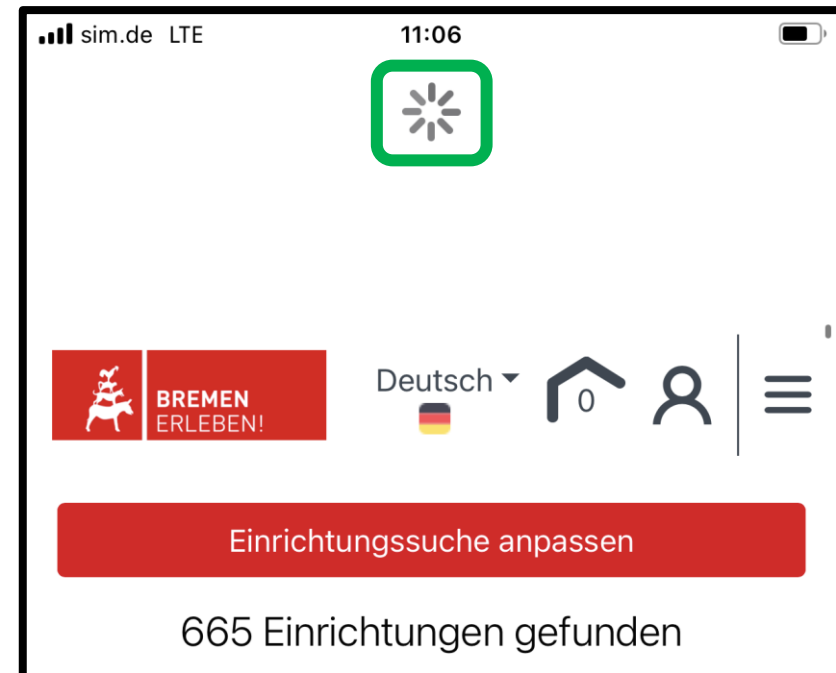 sim.de LTE 11:06
BREMEN
ERLEBEN!
Deutsch
0
Einrichtungssuche anpassen
665 Einrichtungen gefunden